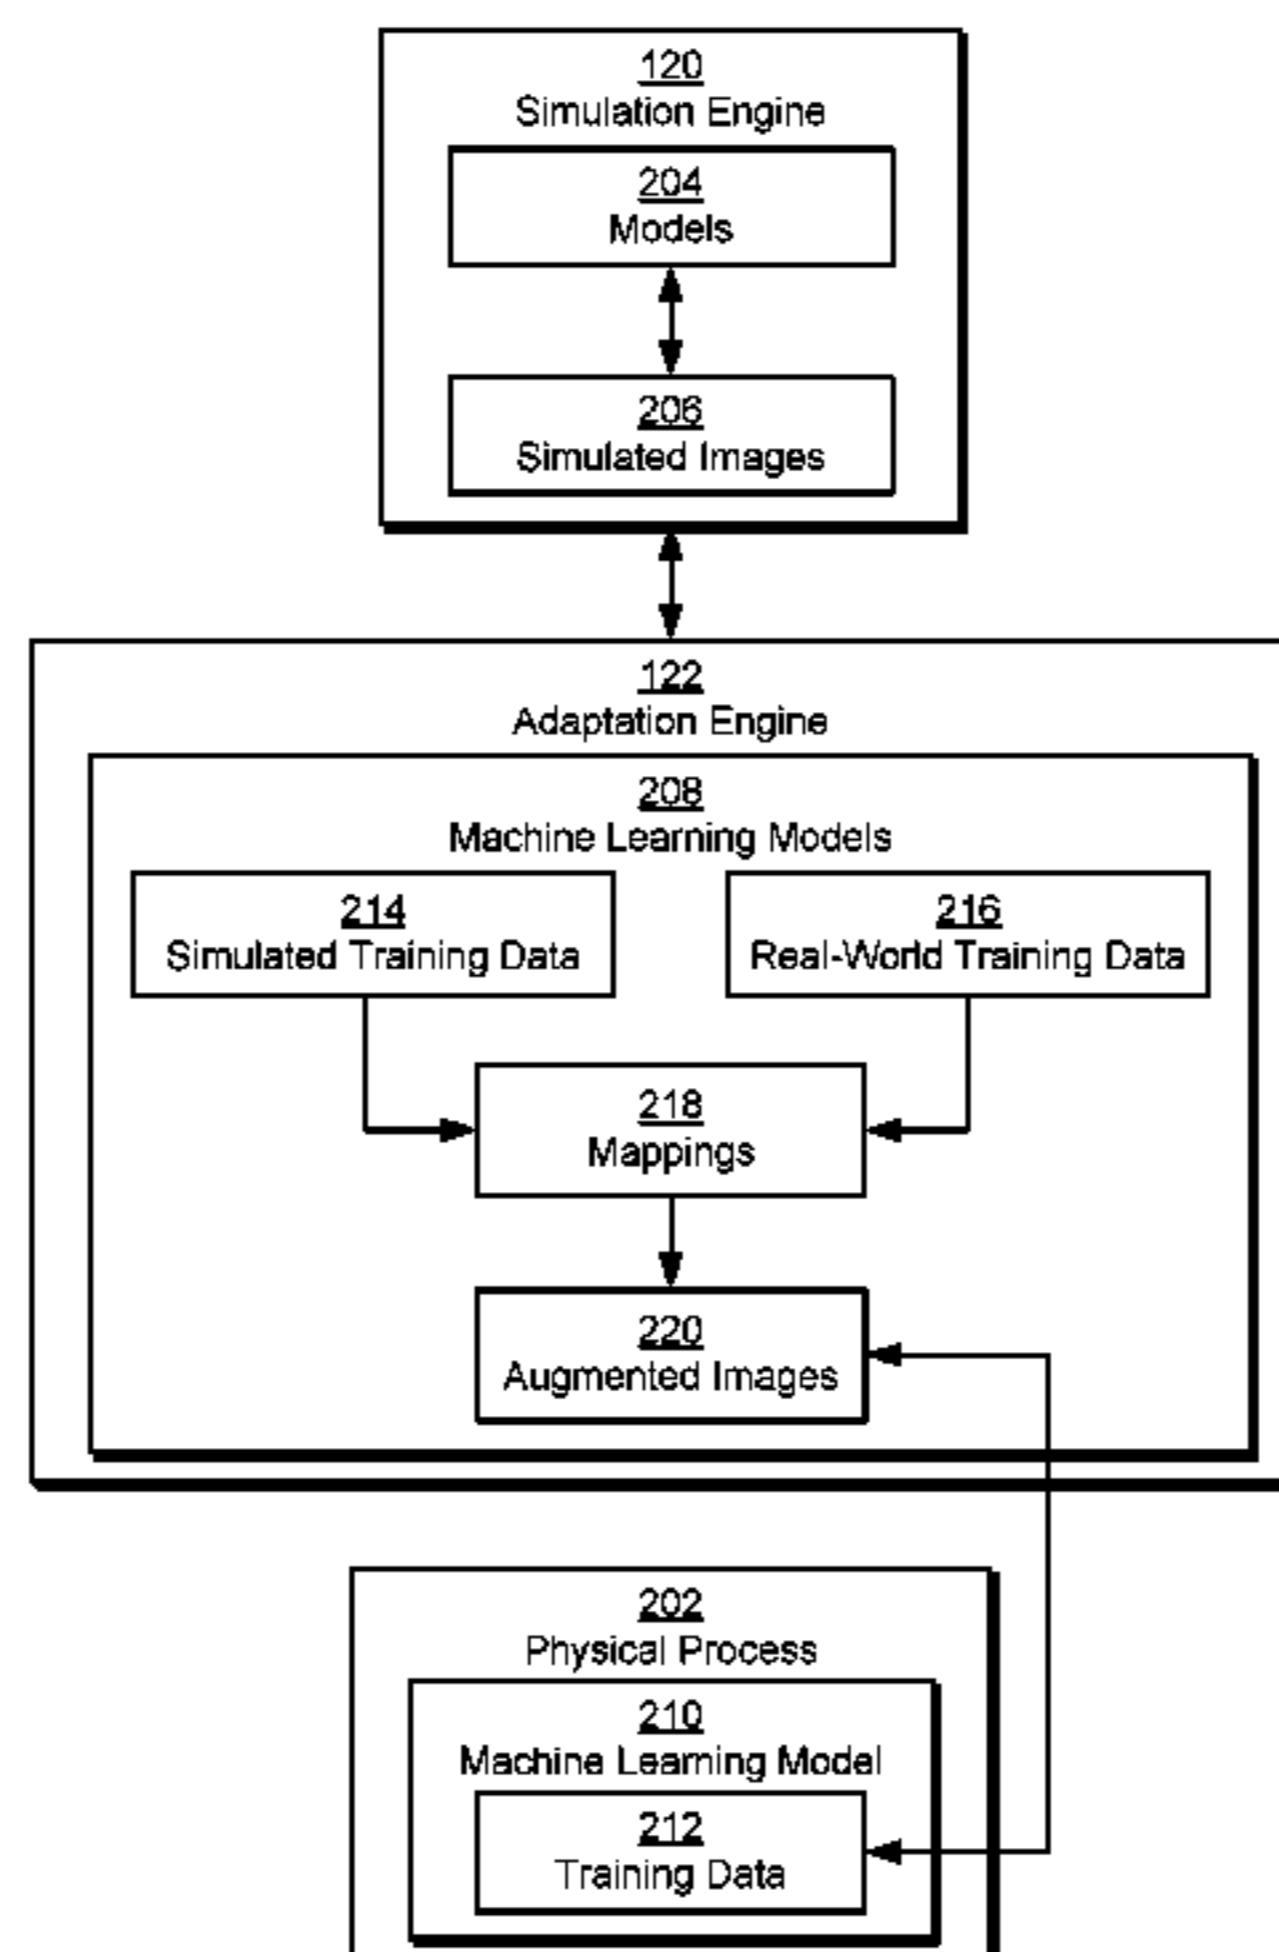 120
Simulation Engine
204
Models
206
Simulated Images
122
Adaptation Engine
208
Machine Learning Models
214
Simulated Training Data
216
Real-World Training Data
218
Mappings
220
Augmented Images
202
Physical Process
210
Machine Learning Model
212
Training Data